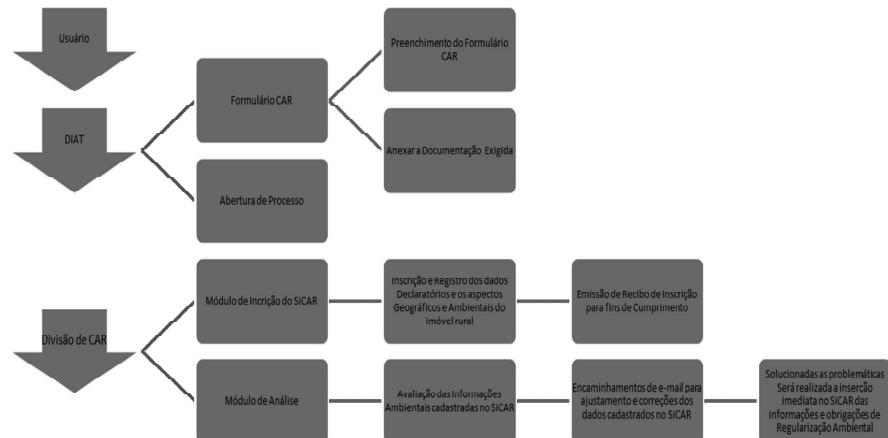 Usuário
Preenchimento do Formulário
CAR
Formulário CAR
DIAT
Anexar a Documentação Exigida
Abertura de Processo
Módulo de Incrição do SiCAR
Inscrição e Registro dos dados
Declaratórios e os aspectos
Geográficos e Ambientais do
imóvel rural
Emissão de Recibo de Inscrição
para fins de Cumprimento
Divisão de CAR
Módulo de Análise
Avaliação das Informações
Ambientais cadastradas no SiCAR
Encaminhamentos de e-mail para
ajustamento e correções dos
dados cadastrados no SiCAR
Solucionadas as problemáticas
Será realizada a inserção
imediata no SiCAR das
informações e obrigações de
Regularização Ambiental